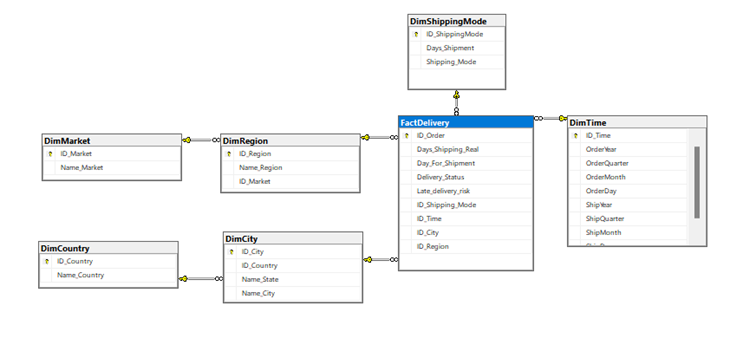 DimShippingMode
ID_ShippingMode
Days_Shipment
Shipping_Mode
FactDelivery
ID_Order
Days_Shipping_Real
Day_For_Shipment
Delivery_Status
Late_delivery_risk
ID_Shipping_Mode
ID_Time
ID_City
ID_Region
DimTime
ID_Time
OrderYear
OrderQuarter
OrderMonth
OrderDay
ShipYear
ShipQuarter
ShipMonth
DimMarket
ID_Market
Name_Market
DimRegion
ID_Region
Name_Region
ID_Market
DimCountry
ID_Country
Name_Country
DimCity
ID_City
ID_Country
Name_State
Name_City